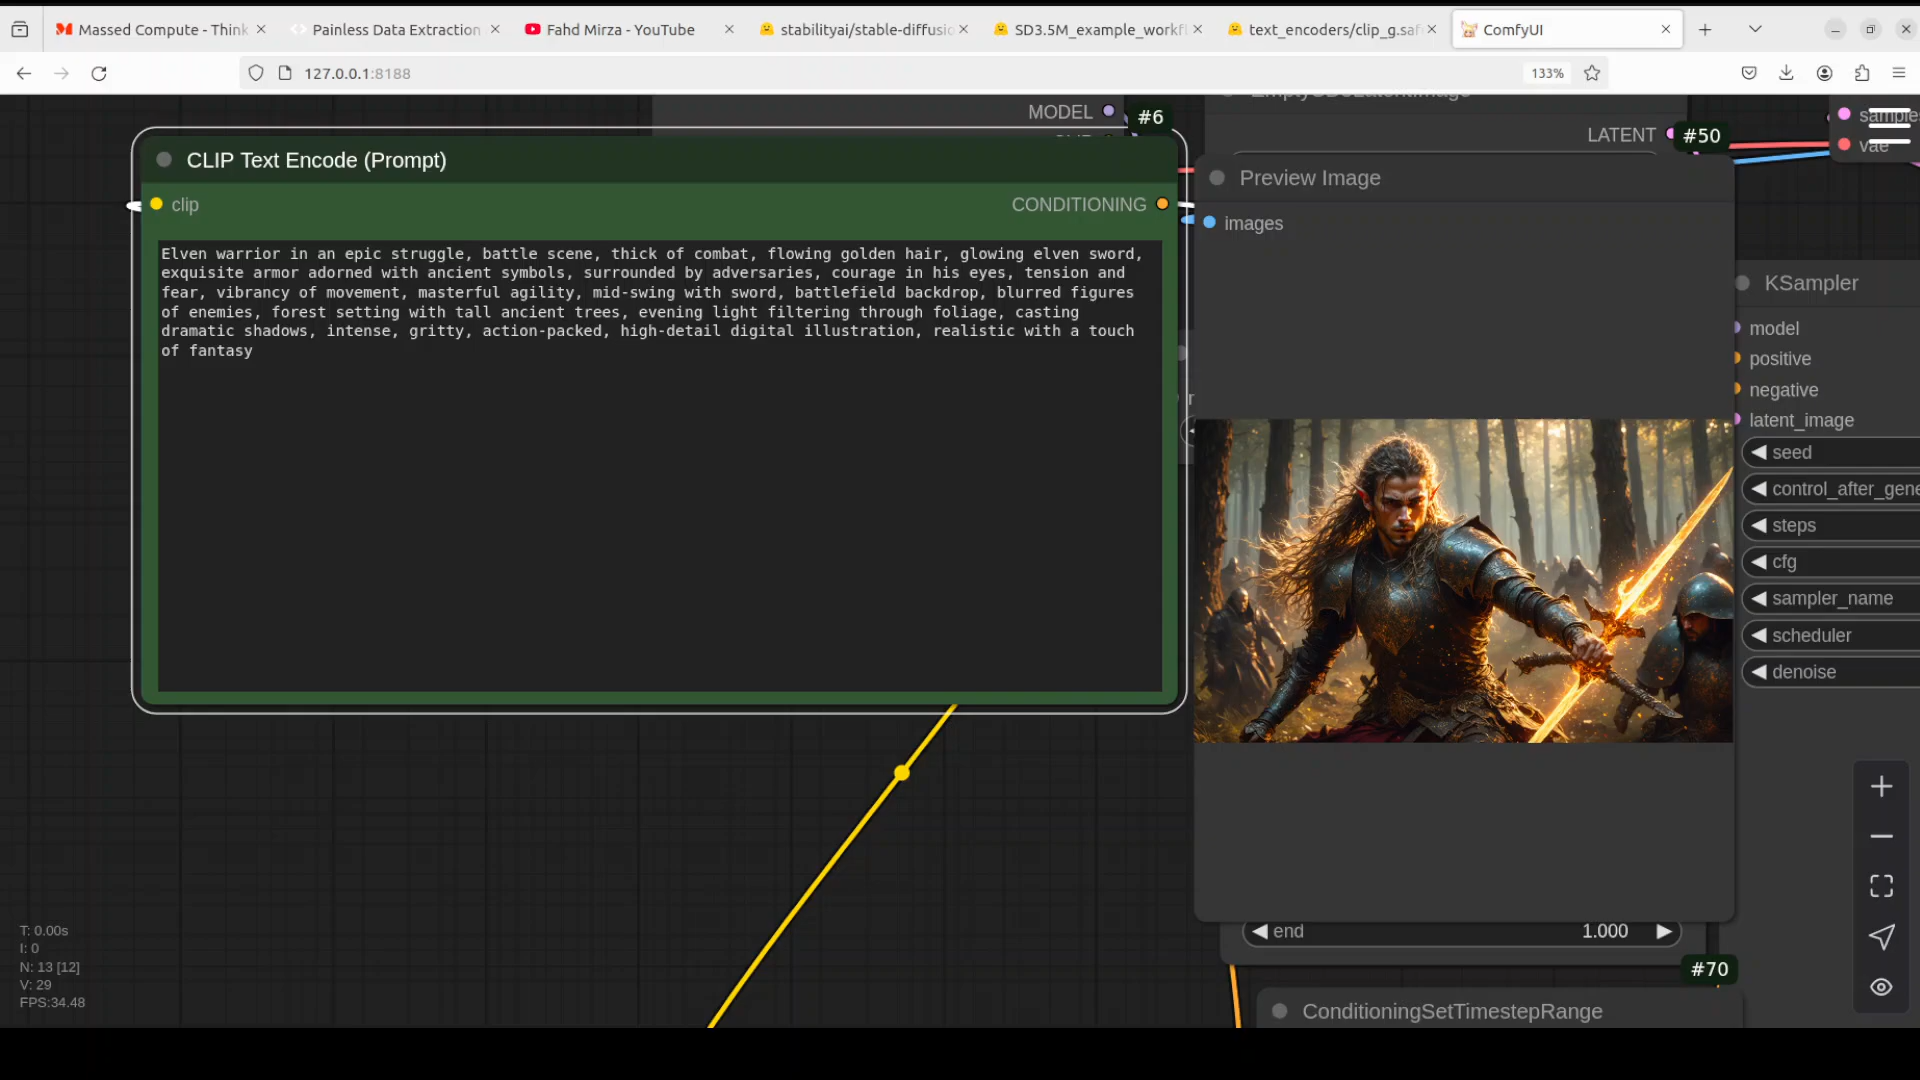 Massed Compute - Think
Painless Data Extraction
Fahd Mirza - YouTube
stabilityai/stable-diffusio
SD3.5M_example_workfl
text_encoders/clip_g.saf
ComfyUI
127.0.0.1:8188
133%
MODEL
#6
LATENT
#50
samples
vae
CLIP Text Encode (Prompt)
clip
CONDITIONING
Elven warrior in an epic struggle, battle scene, thick of combat, flowing golden hair, glowing elven sword,
exquisite armor adorned with ancient symbols, surrounded by adversaries, courage in his eyes, tension and
fear, vibrancy of movement, masterful agility, mid-swing with sword, battlefield backdrop, blurred figures
of enemies, forest setting with tall ancient trees, evening light filtering through foliage, casting
dramatic shadows, intense, gritty, action-packed, high-detail digital illustration, realistic with a touch
of fantasy
Preview Image
images
KSampler
model
positive
negative
latent_image
seed
control_after_gene
steps
cfg
sampler_name
scheduler
denoise
end
1.000
#70
ConditioningSetTimestepRange
T: 0.00s
I: 0
N: 13 [12]
V: 29
FPS:34.48